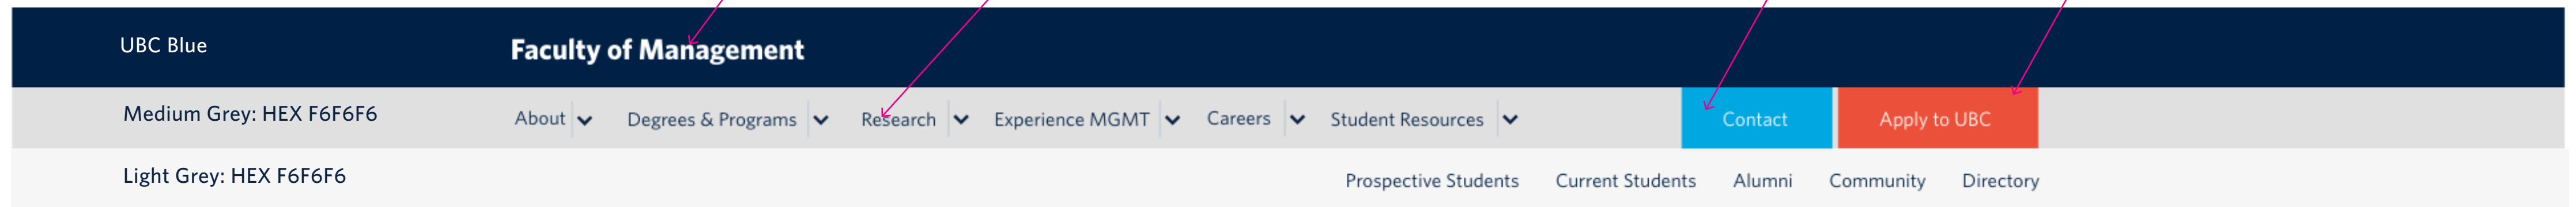 UBC Blue Faculty of Management
Medium Grey: HEX F6F6F6 About Degrees & Programs Research Experience MGMT Careers Student Resources Contact Apply to UBC
Light Grey: HEX F6F6F6 Prospective Students Current Students Alumni Community Directory